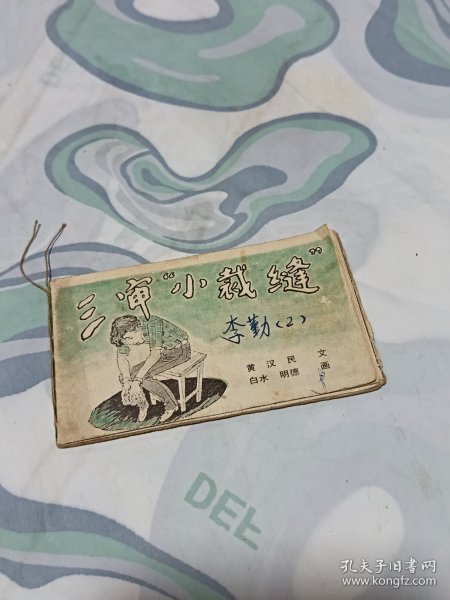 DEE
三审“小裁缝”
李勤(2)
黄汉民 文
白水 明德 画
DEE
孔夫子旧书网
www.kongfz.com